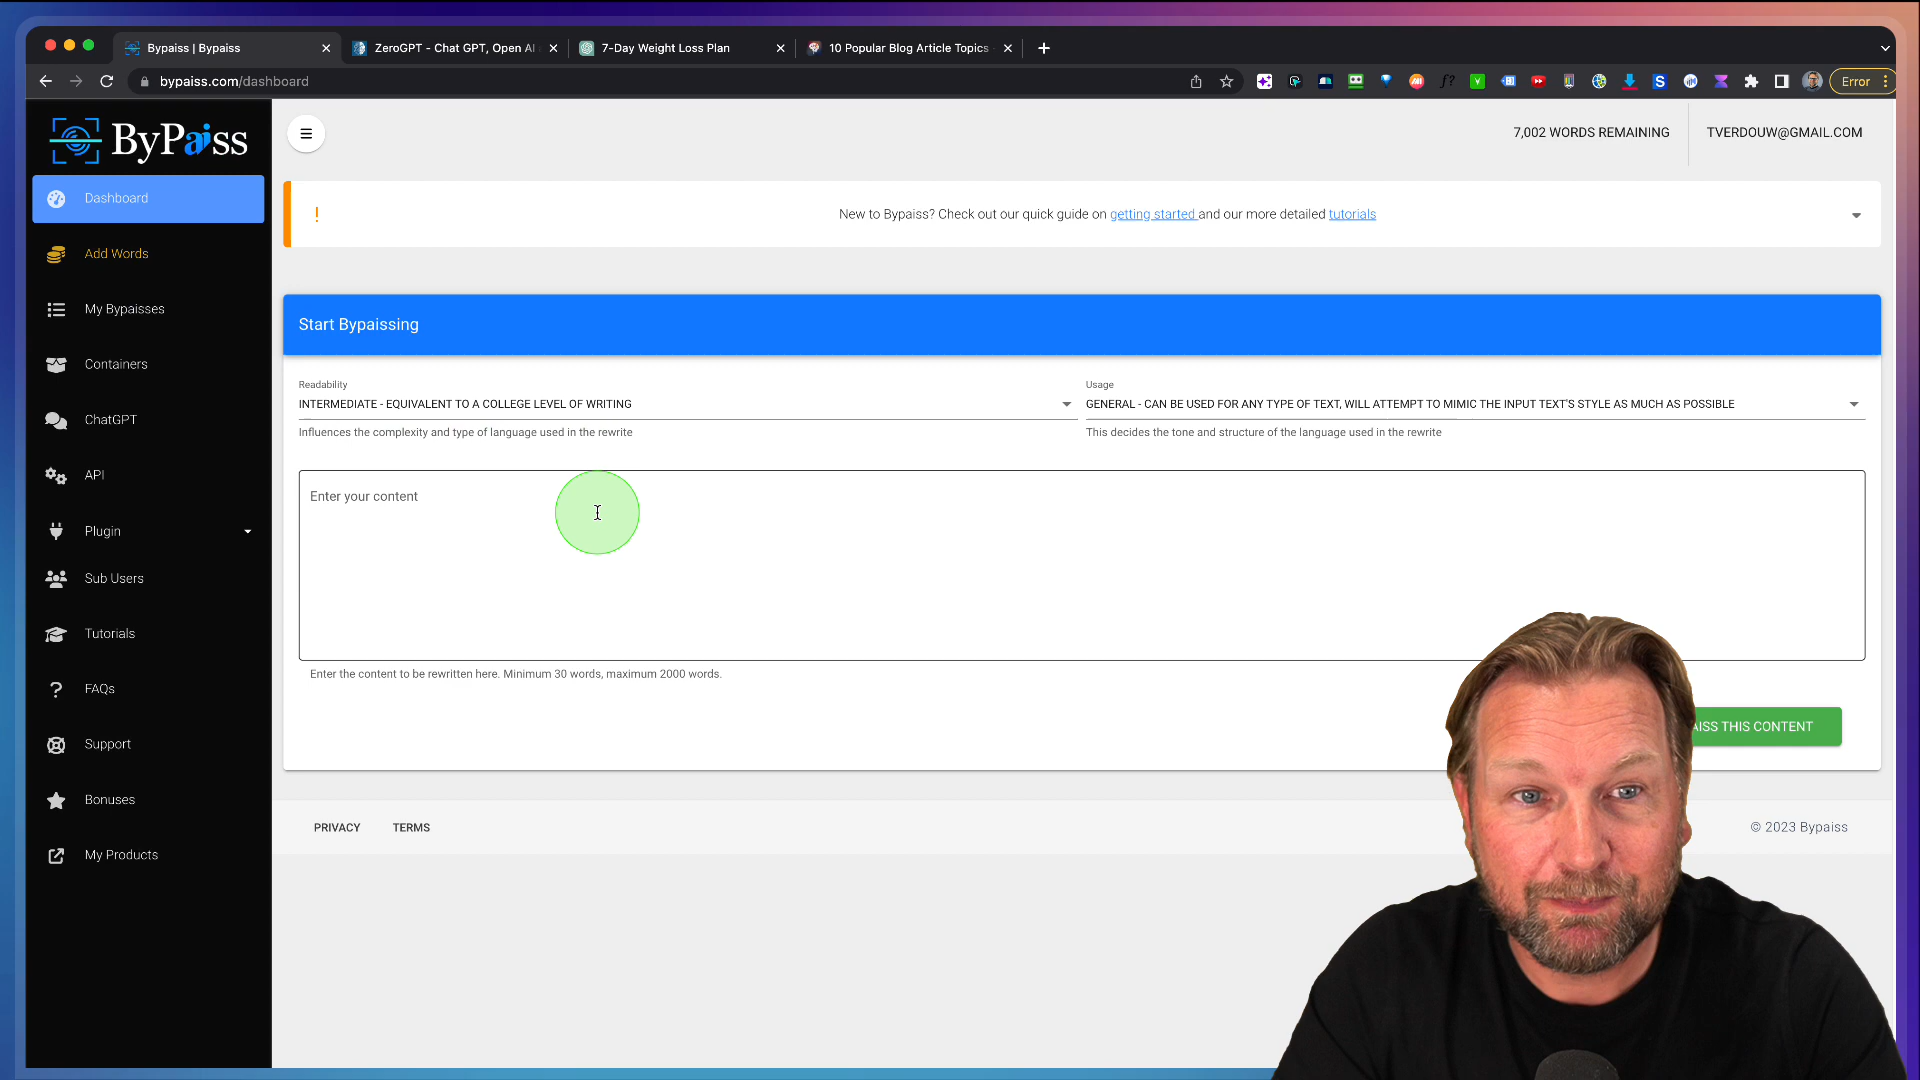 Bypaiss | Bypaiss
ZeroGPT - Chat GPT, Open AI
7-Day Weight Loss Plan
10 Popular Blog Article Topics
bypaiss.com/dashboard
Error
ByPaiss
7,002 WORDS REMAINING
TVERDOUW@GMAIL.COM
Dashboard
Add Words
My Bypaisses
Containers
ChatGPT
API
Plugin
Sub Users
Tutorials
FAQs
Support
Bonuses
My Products
New to Bypaiss? Check out our quick guide on getting started and our more detailed tutorials
Start Bypaissing
Readability
INTERMEDIATE - EQUIVALENT TO A COLLEGE LEVEL OF WRITING
Influences the complexity and type of language used in the rewrite
Usage
GENERAL - CAN BE USED FOR ANY TYPE OF TEXT, WILL ATTEMPT TO MIMIC THE INPUT TEXT'S STYLE AS MUCH AS POSSIBLE
This decides the tone and structure of the language used in the rewrite
Enter your content
Enter the content to be rewritten here. Minimum 30 words, maximum 2000 words.
AISS THIS CONTENT
PRIVACY
TERMS
© 2023 Bypaiss